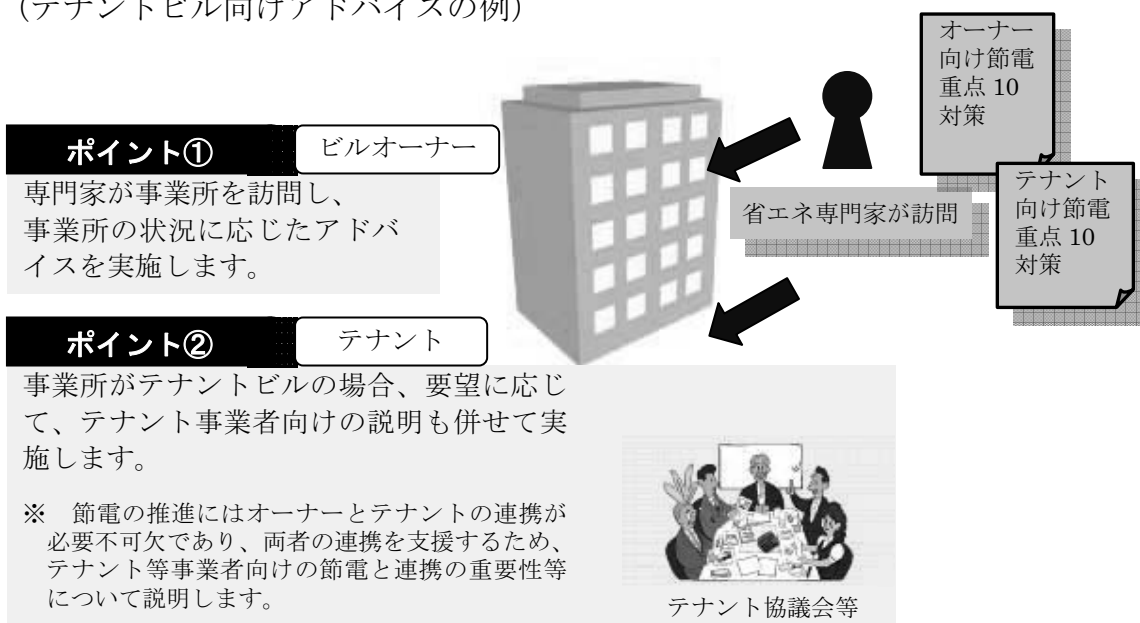 (テナントビル向けアドバイスの例)
オーナー
向け節電
重点 10
対策
ポイント① ビルオーナー
専門家が事業所を訪問し、
事業所の状況に応じたアドバ
イスを実施します。
省エネ専門家が訪問
テナント
向け節電
重点 10
対策
ポイント② テナント
事業所がテナントビルの場合、要望に応じ
て、テナント事業者向けの説明も併せて実
施します。
※ 節電の推進にはオーナーとテナントの連携が
必要不可欠であり、両者の連携を支援するため、
テナント等事業者向けの節電と連携の重要性等
について説明します。
テナント協議会等